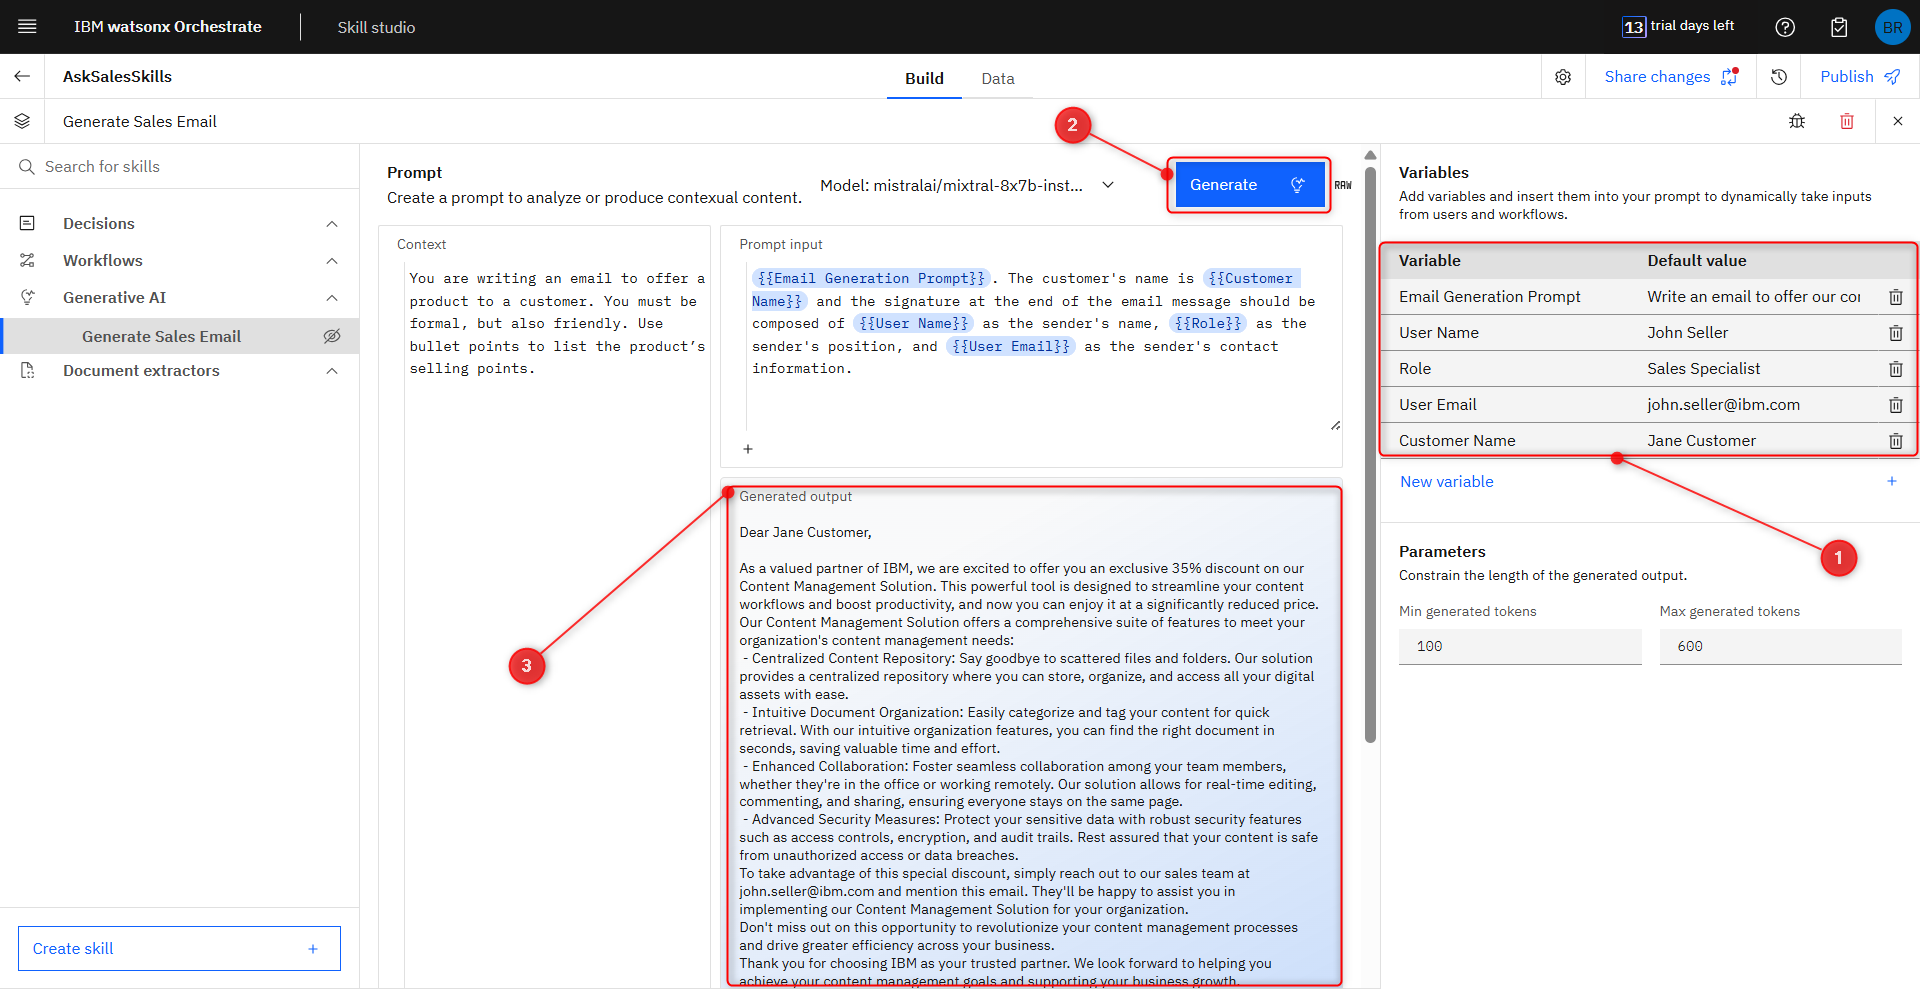 IBM watsonx Orchestrate
Skill studio
13 trial days left
BR
AskSalesSkills
Build
Data
Share changes
Publish
Generate Sales Email
Search for skills
Decisions
Workflows
Generative AI
Generate Sales Email
Document extractors
Create skill
+
Prompt
Create a prompt to analyze or produce contexual content.
Model: mistralai/mixtral-8x7b-inst...
Generate
RAW
2
Context
You are writing an email to offer a
product to a customer. You must be
formal, but also friendly. Use
bullet points to list the product’s
selling points.
Prompt input
{{Email Generation Prompt}}. The customer's name is {{Customer
Name}} and the signature at the end of the email message should be
composed of {{User Name}} as the sender's name, {{Role}} as the
sender's position, and {{User Email}} as the sender's contact
information.
+
3
Generated output
Dear Jane Customer,
As a valued partner of IBM, we are excited to offer you an exclusive 35% discount on our
Content Management Solution. This powerful tool is designed to streamline your content
workflows and boost productivity, and now you can enjoy it at a significantly reduced price.
Our Content Management Solution offers a comprehensive suite of features to meet your
organization's content management needs:
- Centralized Content Repository: Say goodbye to scattered files and folders. Our solution
provides a centralized repository where you can store, organize, and access all your digital
assets with ease.
- Intuitive Document Organization: Easily categorize and tag your content for quick
retrieval. With our intuitive organization features, you can find the right document in
seconds, saving valuable time and effort.
- Enhanced Collaboration: Foster seamless collaboration among your team members,
whether they're in the office or working remotely. Our solution allows for real-time editing,
commenting, and sharing, ensuring everyone stays on the same page.
- Advanced Security Measures: Protect your sensitive data with robust security features
such as access controls, encryption, and audit trails. Rest assured that your content is safe
from unauthorized access or data breaches.
To take advantage of this special discount, simply reach out to our sales team at
john.seller@ibm.com and mention this email. They'll be happy to assist you in
implementing our Content Management Solution for your organization.
Don't miss out on this opportunity to revolutionize your content management processes
and drive greater efficiency across your business.
Thank you for choosing IBM as your trusted partner. We look forward to helping you
achieve your content management goals and supporting your business growth.
Variables
Add variables and insert them into your prompt to dynamically take inputs
from users and workflows.
Variable Default value
Email Generation Prompt Write an email to offer our cor
User Name John Seller
Role Sales Specialist
User Email john.seller@ibm.com
Customer Name Jane Customer
New variable +
1
Parameters
Constrain the length of the generated output.
Min generated tokens Max generated tokens
100 600